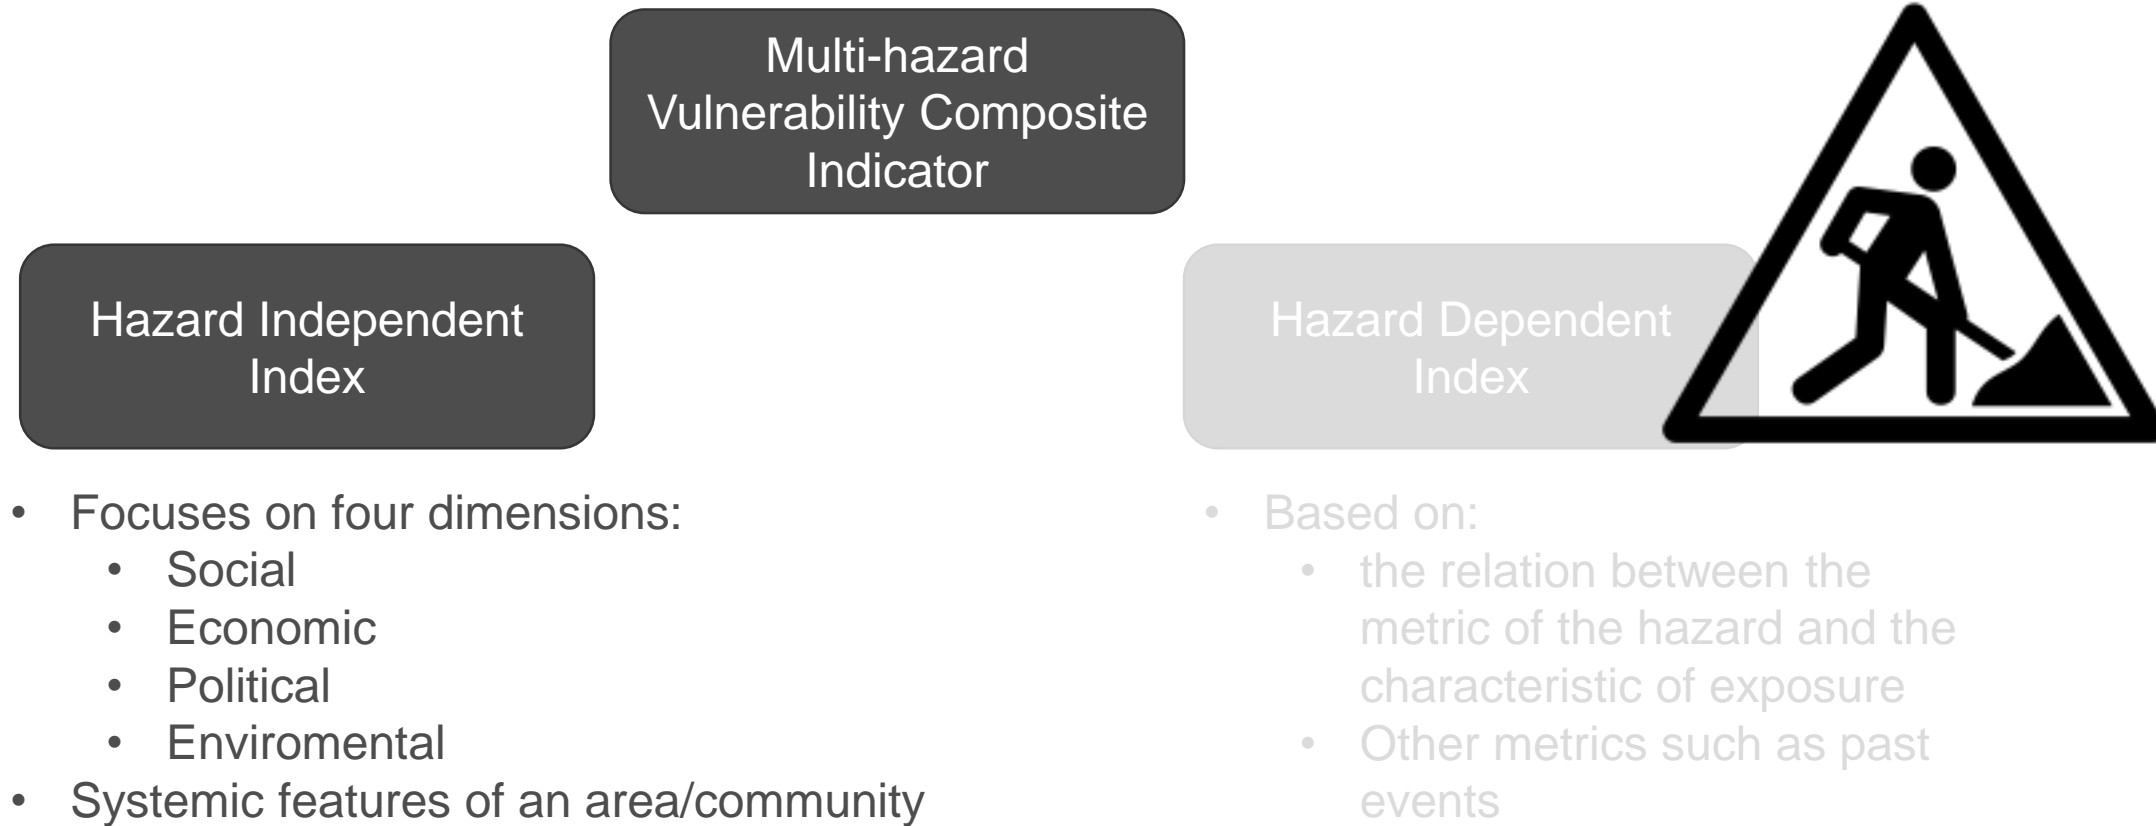 Multi-hazard
Vulnerability Composite
Indicator
Hazard Independent
Index
• Focuses on four dimensions:
• Social
• Economic
• Political
• Enviromental
• Systemic features of an area/community
Hazard Dependent
Index
• Based on:
• the relation between the
metric of the hazard and the
characteristic of exposure
• Other metrics such as past
events